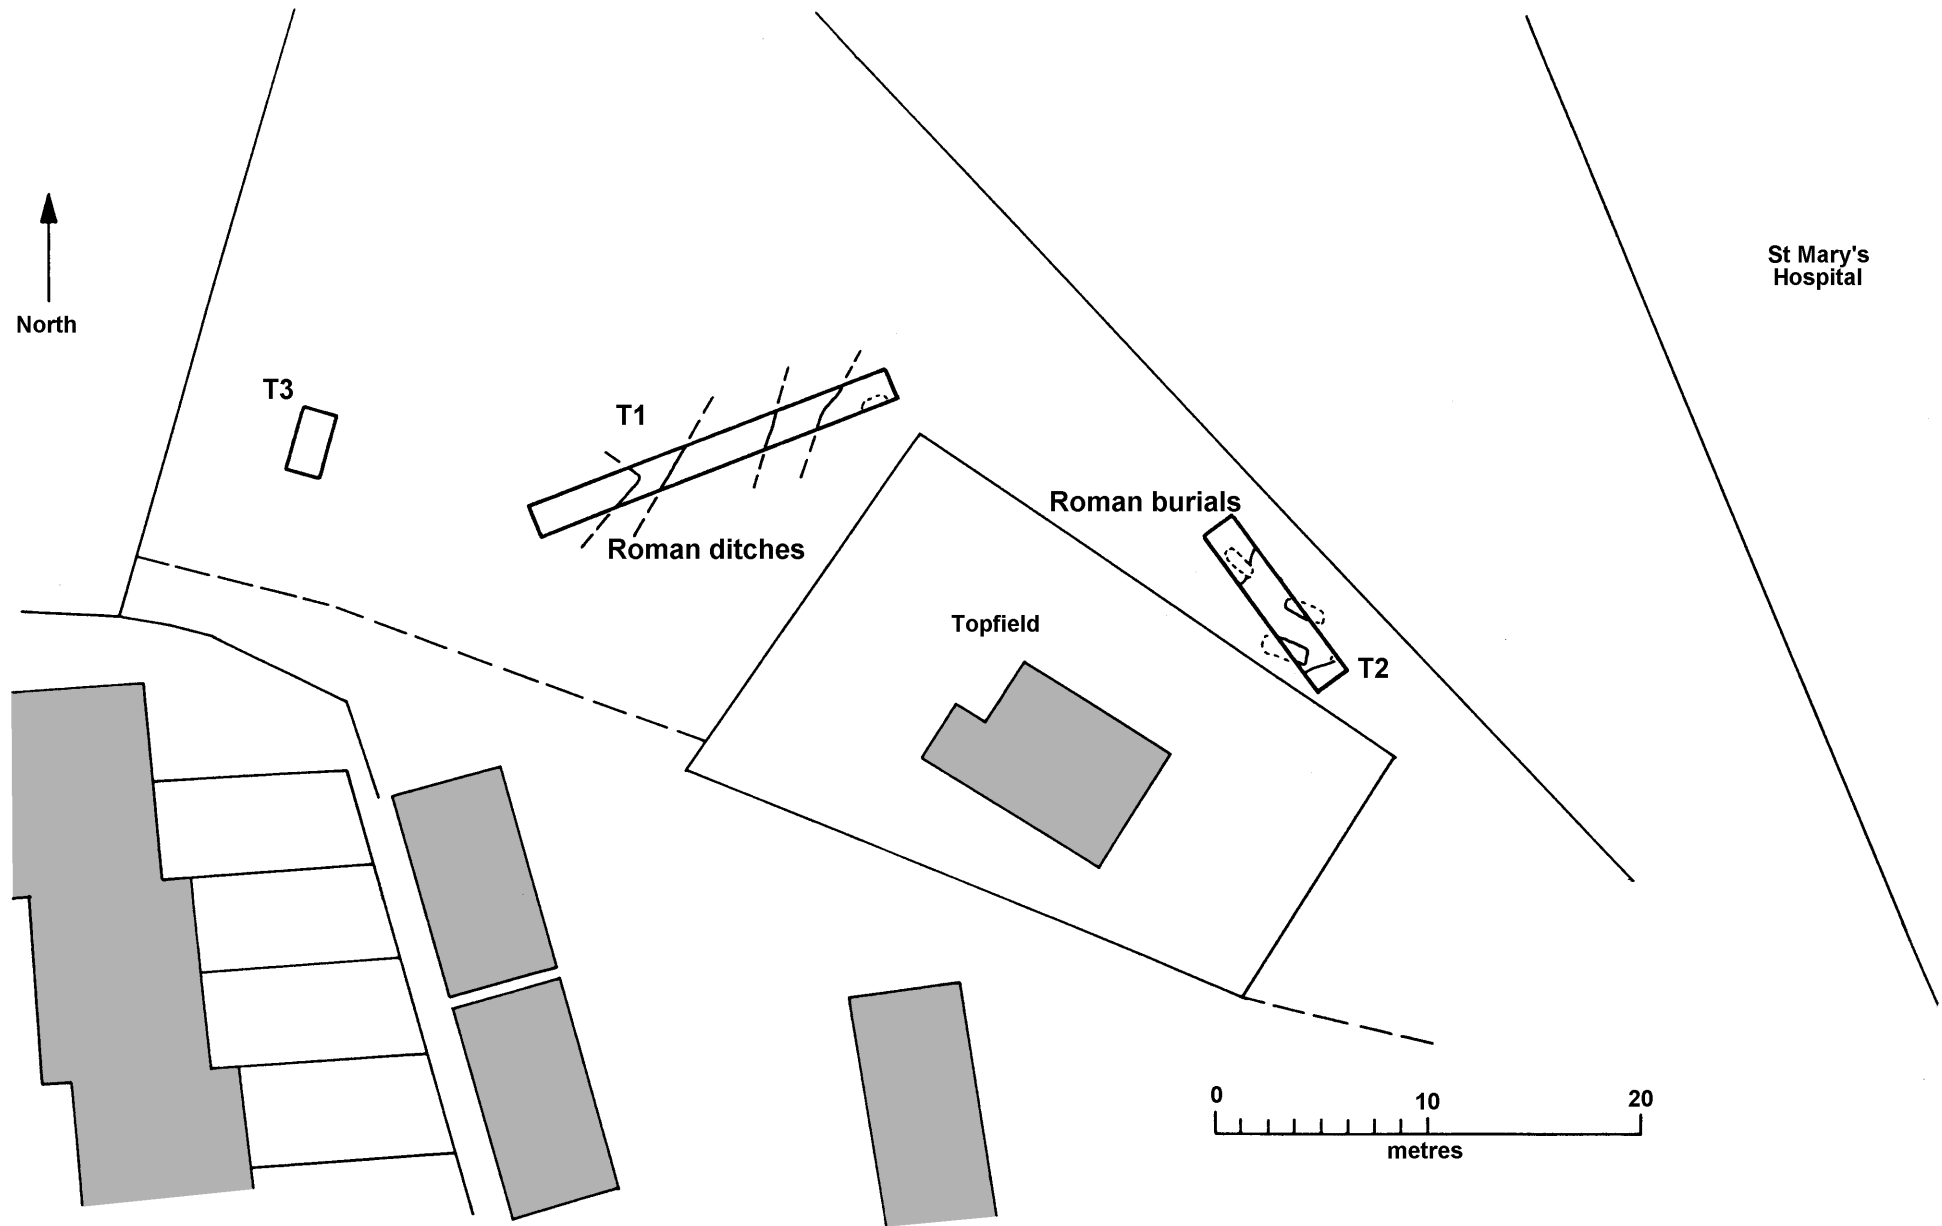 St Mary's
Hospital
North
T3
T1
Roman burials
Roman ditches
Topfield
T2
0
10
20
metres